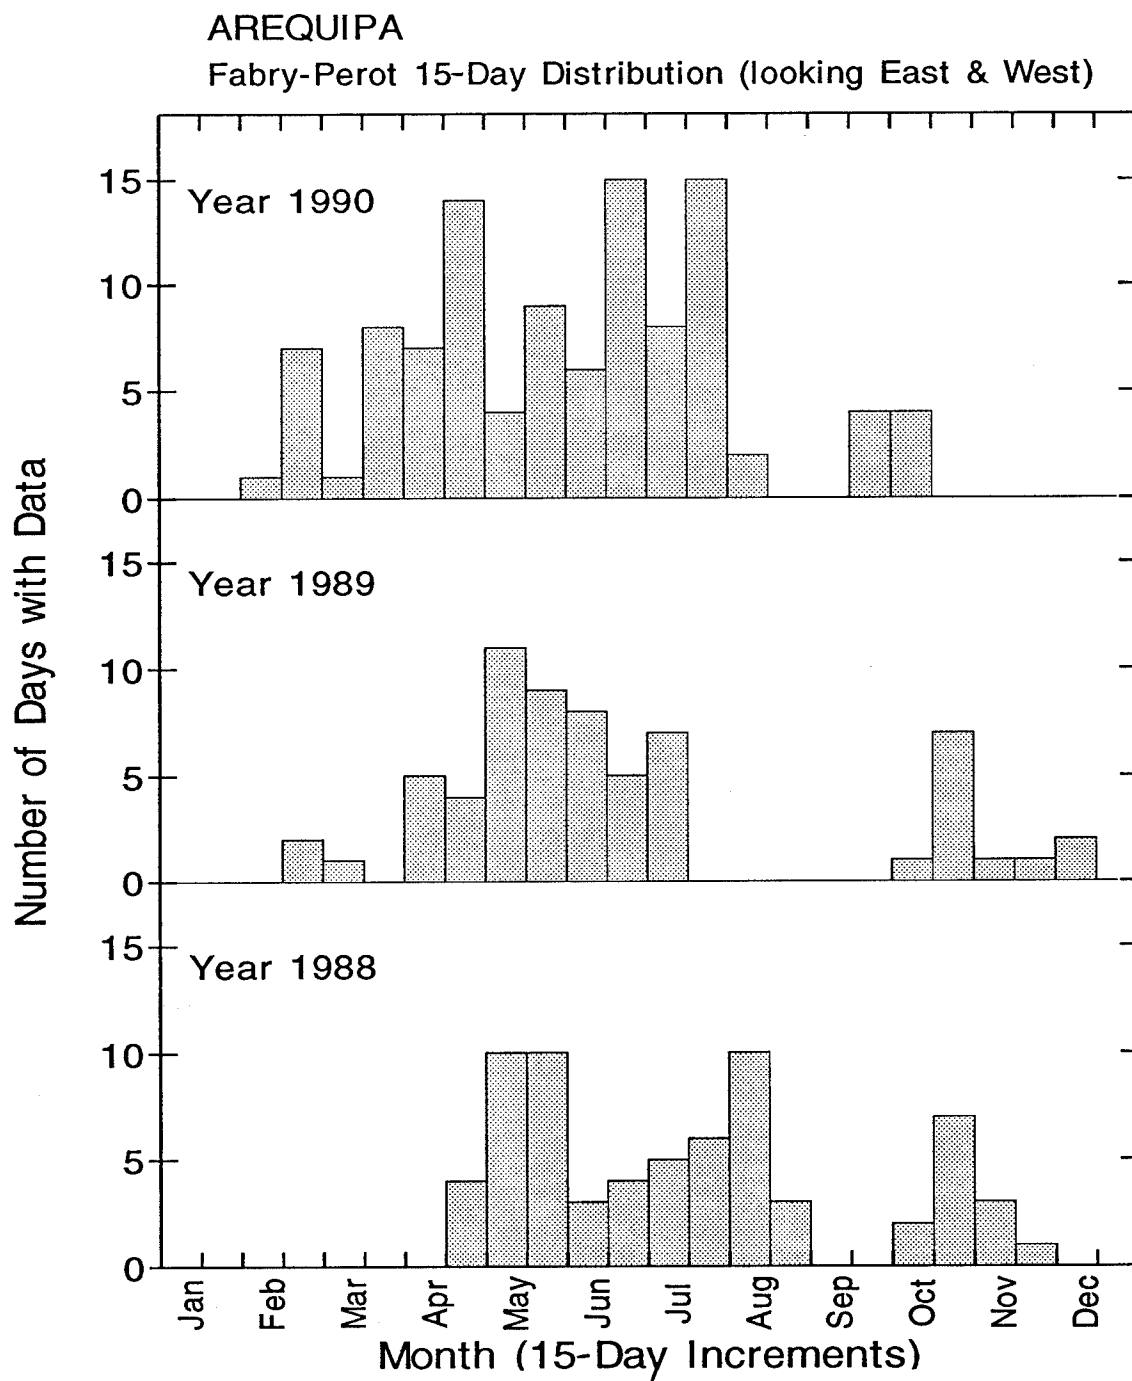 AREQUIPA
Fabry-Perot 15-Day Distribution (looking East & West)
Number of Days with Data
Year 1990
15
10
5
0
Year 1989
15
10
5
0
Year 1988
15
10
5
0
Jan Feb Mar Apr May Jun Jul Aug Sep Oct Nov Dec
Month (15-Day Increments)